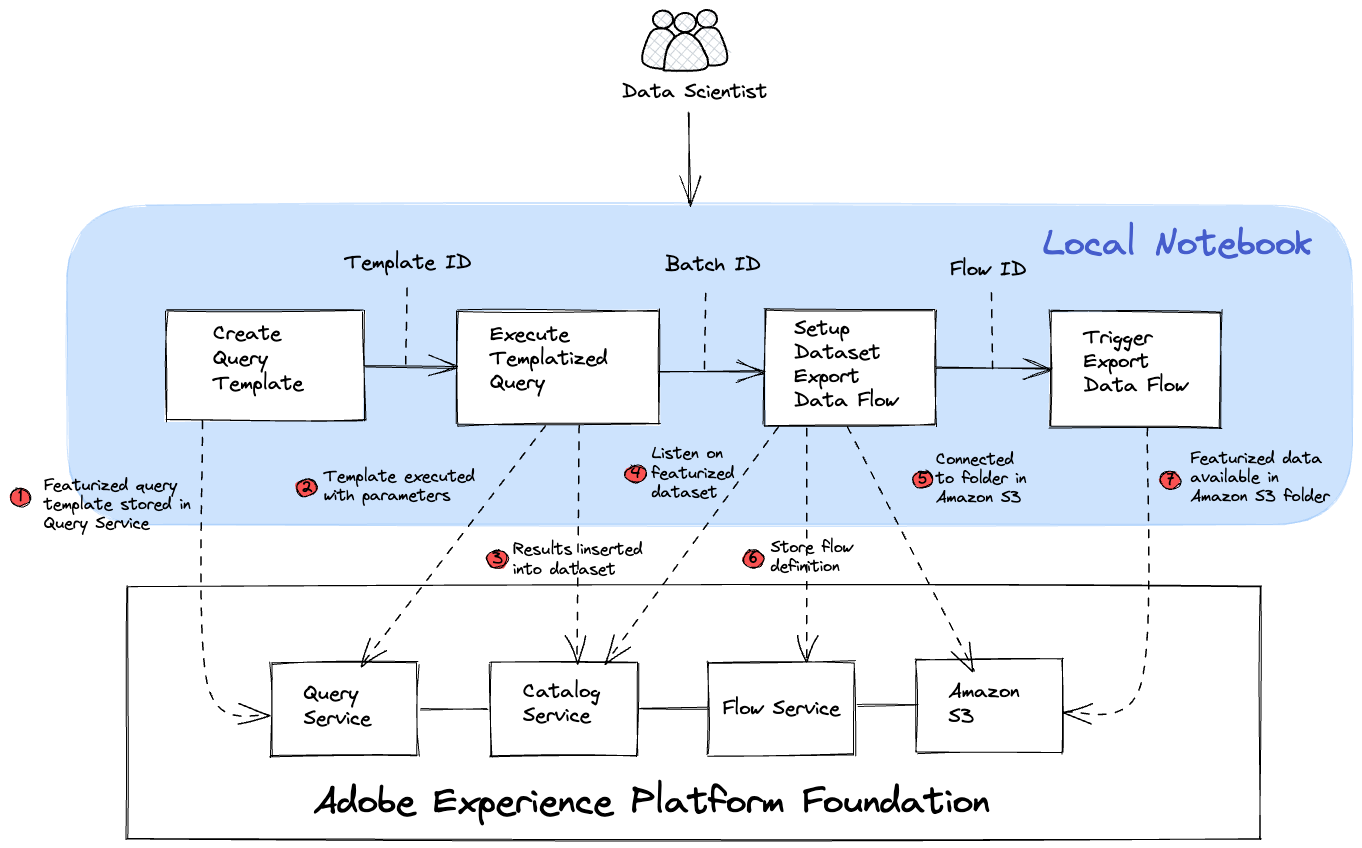 Data Scientist
Local Notebook
Template ID
Batch ID
Flow ID
Create
Query
Template
Execute
Templatized
Query
Setup
Dataset
Export
Data Flow
Trigger
Export
Data Flow
1
Featurized query
template stored in
Query Service
2
Template executed
with parameters
3
Results inserted
into dataset
4
Listen on
featurized
dataset
5
Connected
to folder in
Amazon S3
6
Store flow
definition
7
Featurized data
available in
Amazon S3 folder
Query
Service
Catalog
Service
Flow Service
Amazon
S3
Adobe Experience Platform Foundation